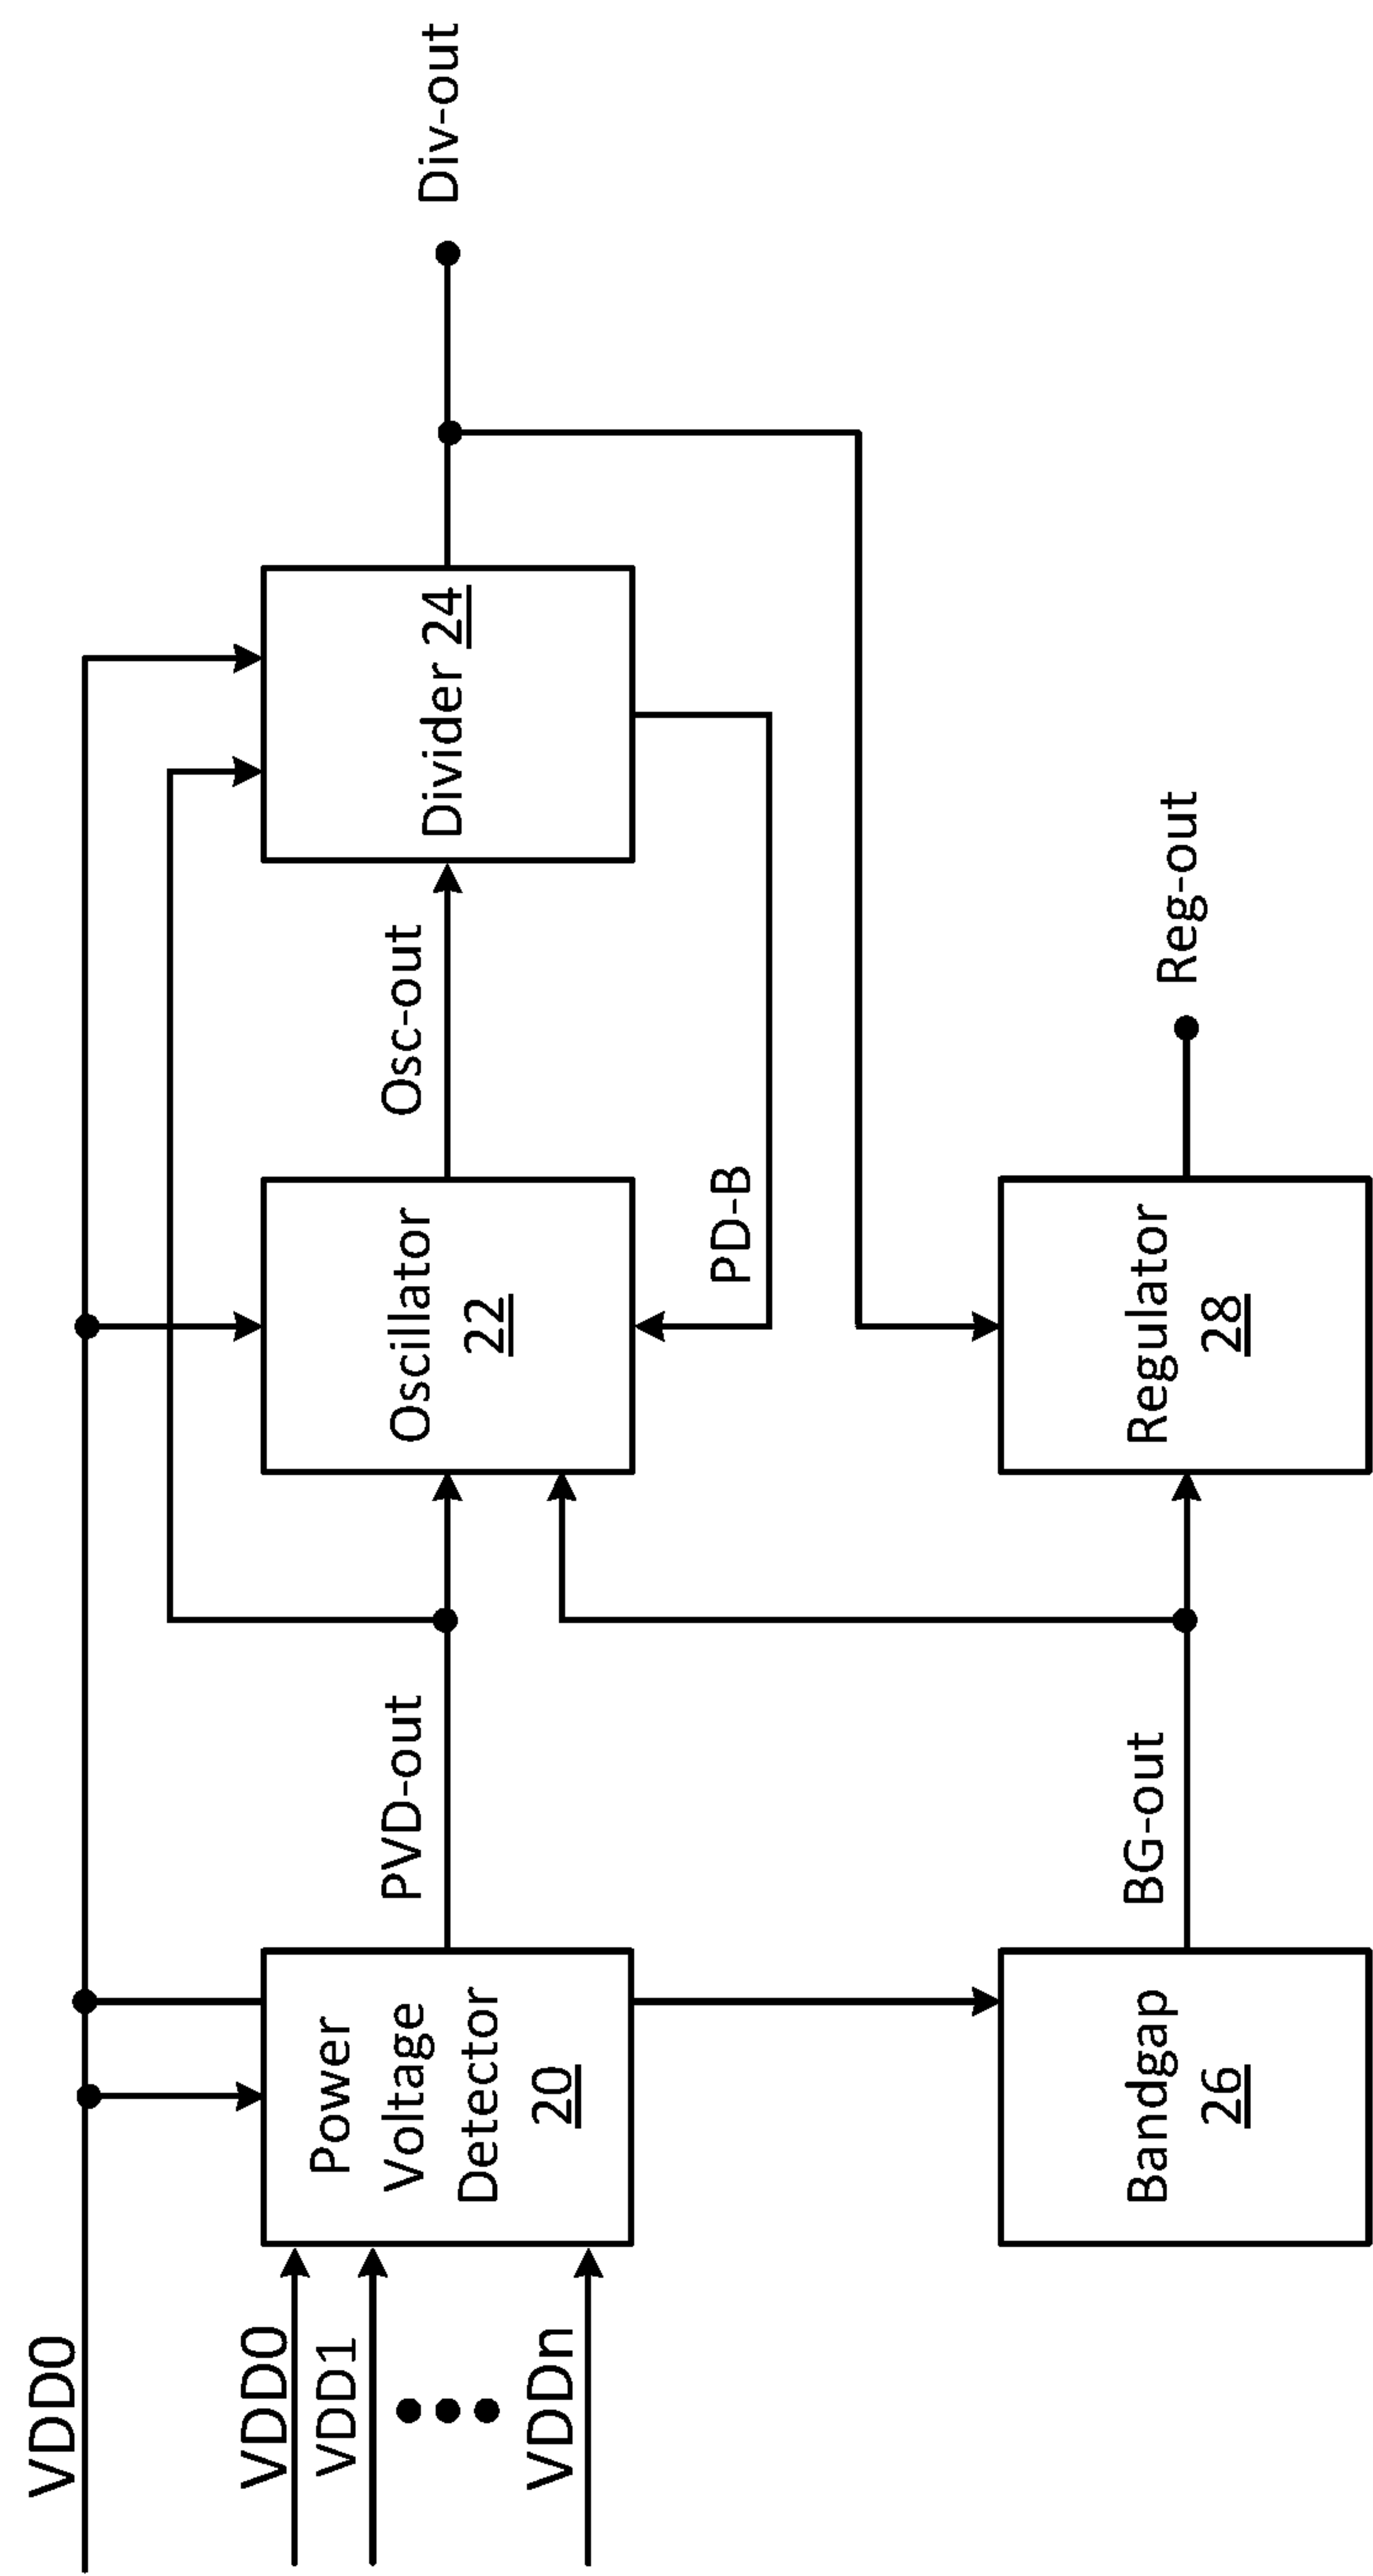 VDD0
VDD0
VDD1
VDDn
Power
Voltage
Detector
20
PVD-out
Oscillator
22
Osc-out
Divider 24
Div-out
PD-B
Bandgap
26
BG-out
Regulator
28
Reg-out